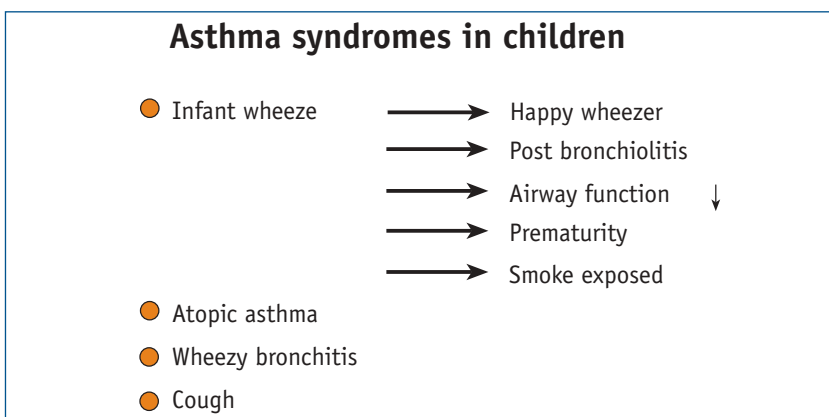 Asthma syndromes in children
Infant wheeze → Happy wheezer
→ Post bronchiolitis
→ Airway function ↓
→ Prematurity
→ Smoke exposed
Atopic asthma
Wheezy bronchitis
Cough